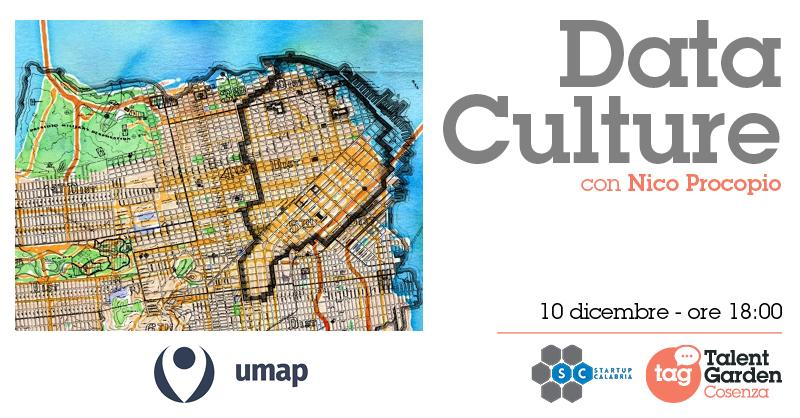 Data
Culture
con Nico Procopio
10 dicembre - ore 18:00
umap
SC STARTUP
CALABRIA
tag Talent
Garden
Cosenza